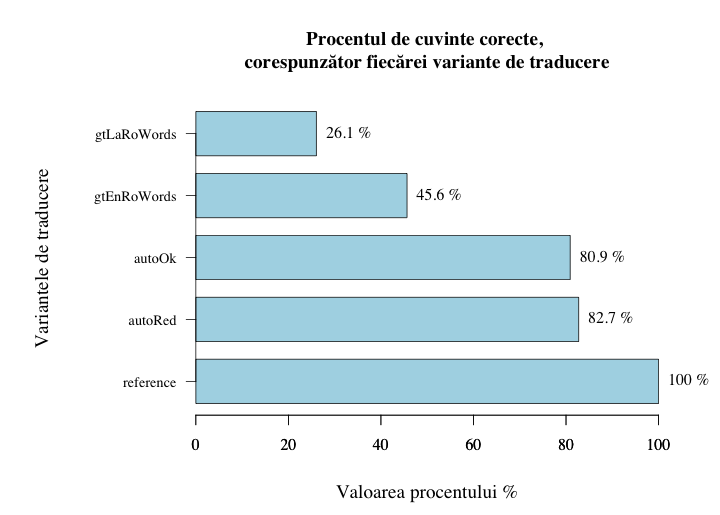 Procentul de cuvinte corecte,
corespunzător fiecărei variante de traducere
Variantele de traducere
gtLaRoWords
26.1 %
gtEnRoWords
45.6 %
autoOk
80.9 %
autoRed
82.7 %
reference
100 %
0 20 40 60 80 100
Valoarea procentului %